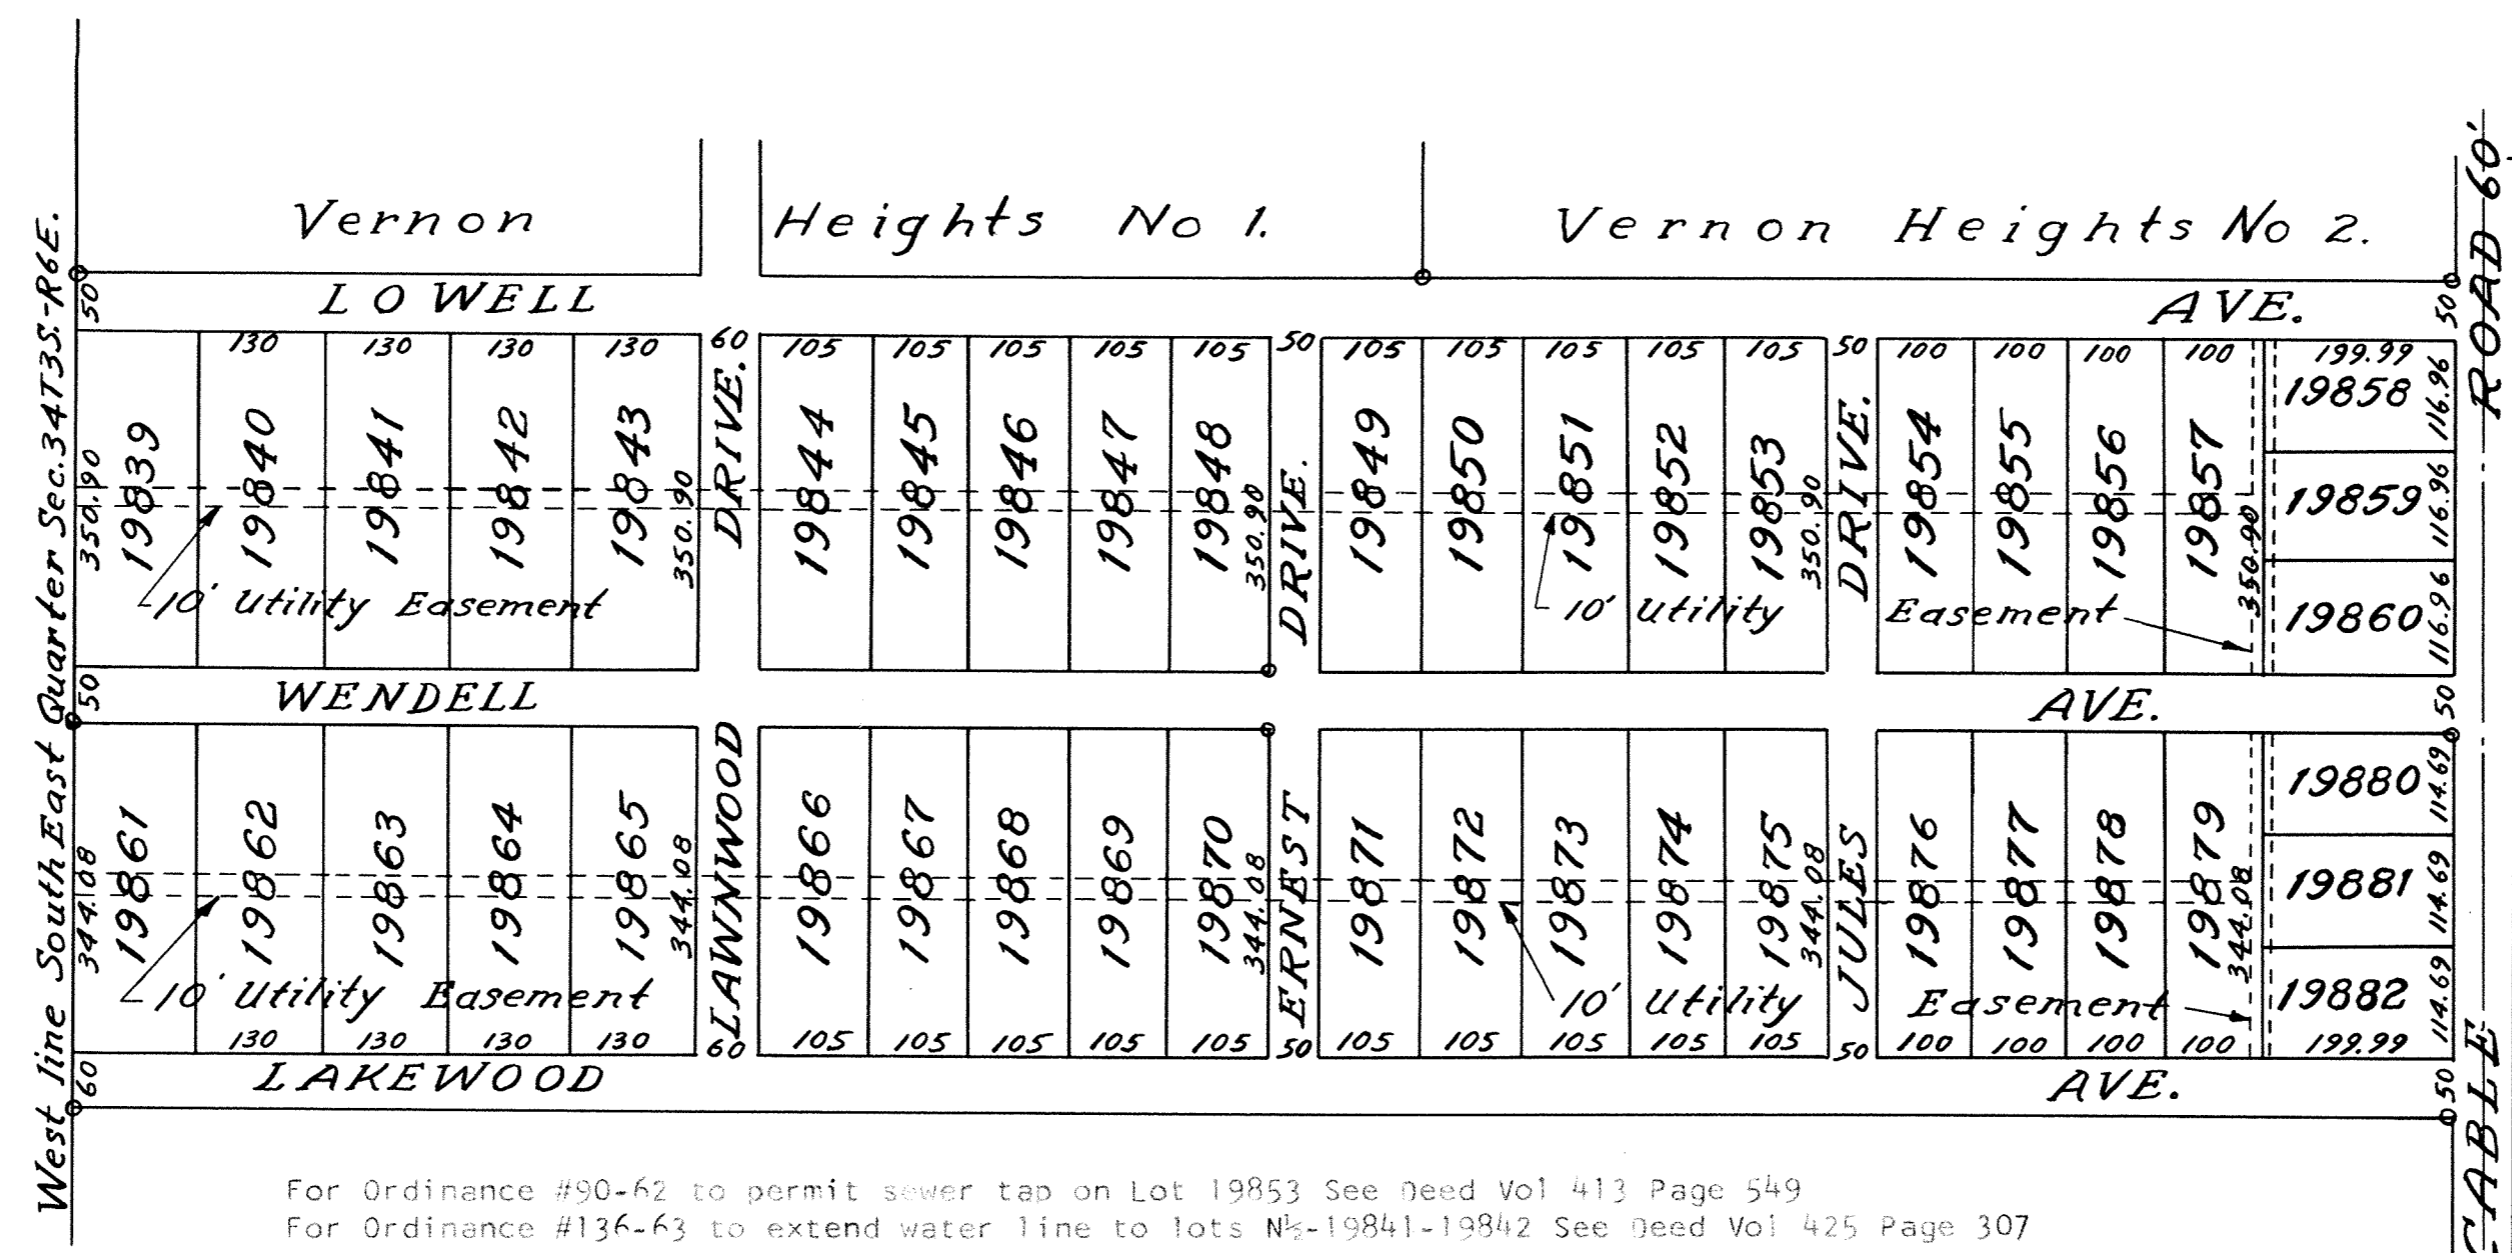 Vernon Heights No 1. Vernon Heights No 2.
West line South East Quarter Sec.34 T3S.-R6E.
CABLE ROAD 60'
50 LOWELL AVE. 50
130 130 130 130 60 105 105 105 105 105 50 105 105 105 105 105 50 100 100 100 100 199.99
350.90 19839 19840 19841 19842 19843 350.90
19844 19845 19846 19847 19848 350.90
19849 19850 19851 19852 19853 350.90
19854 19855 19856 19857 350.90
19858 116.96
19859 116.96
19860 116.96
10' Utility Easement
10' Utility Easement
50 WENDELL AVE. 50
LAWNWOOD DRIVE.
ERNEST DRIVE.
JULES DRIVE.
344.08 19861 19862 19863 19864 19865 344.08
19866 19867 19868 19869 19870 344.08
19871 19872 19873 19874 19875 344.08
19876 19877 19878 19879 344.08
19880 114.69
19881 114.69
19882 114.69
10' Utility Easement
10' Utility Easement
130 130 130 130 60 105 105 105 105 105 50 105 105 105 105 105 50 100 100 100 100 199.99
60 LAKEWOOD AVE. 50
For Ordinance #90-62 to permit sewer tap on Lot 19853 See Deed Vol 413 Page 549
For Ordinance #136-63 to extend water line to lots N½-19841-19842 See Deed Vol 425 Page 307